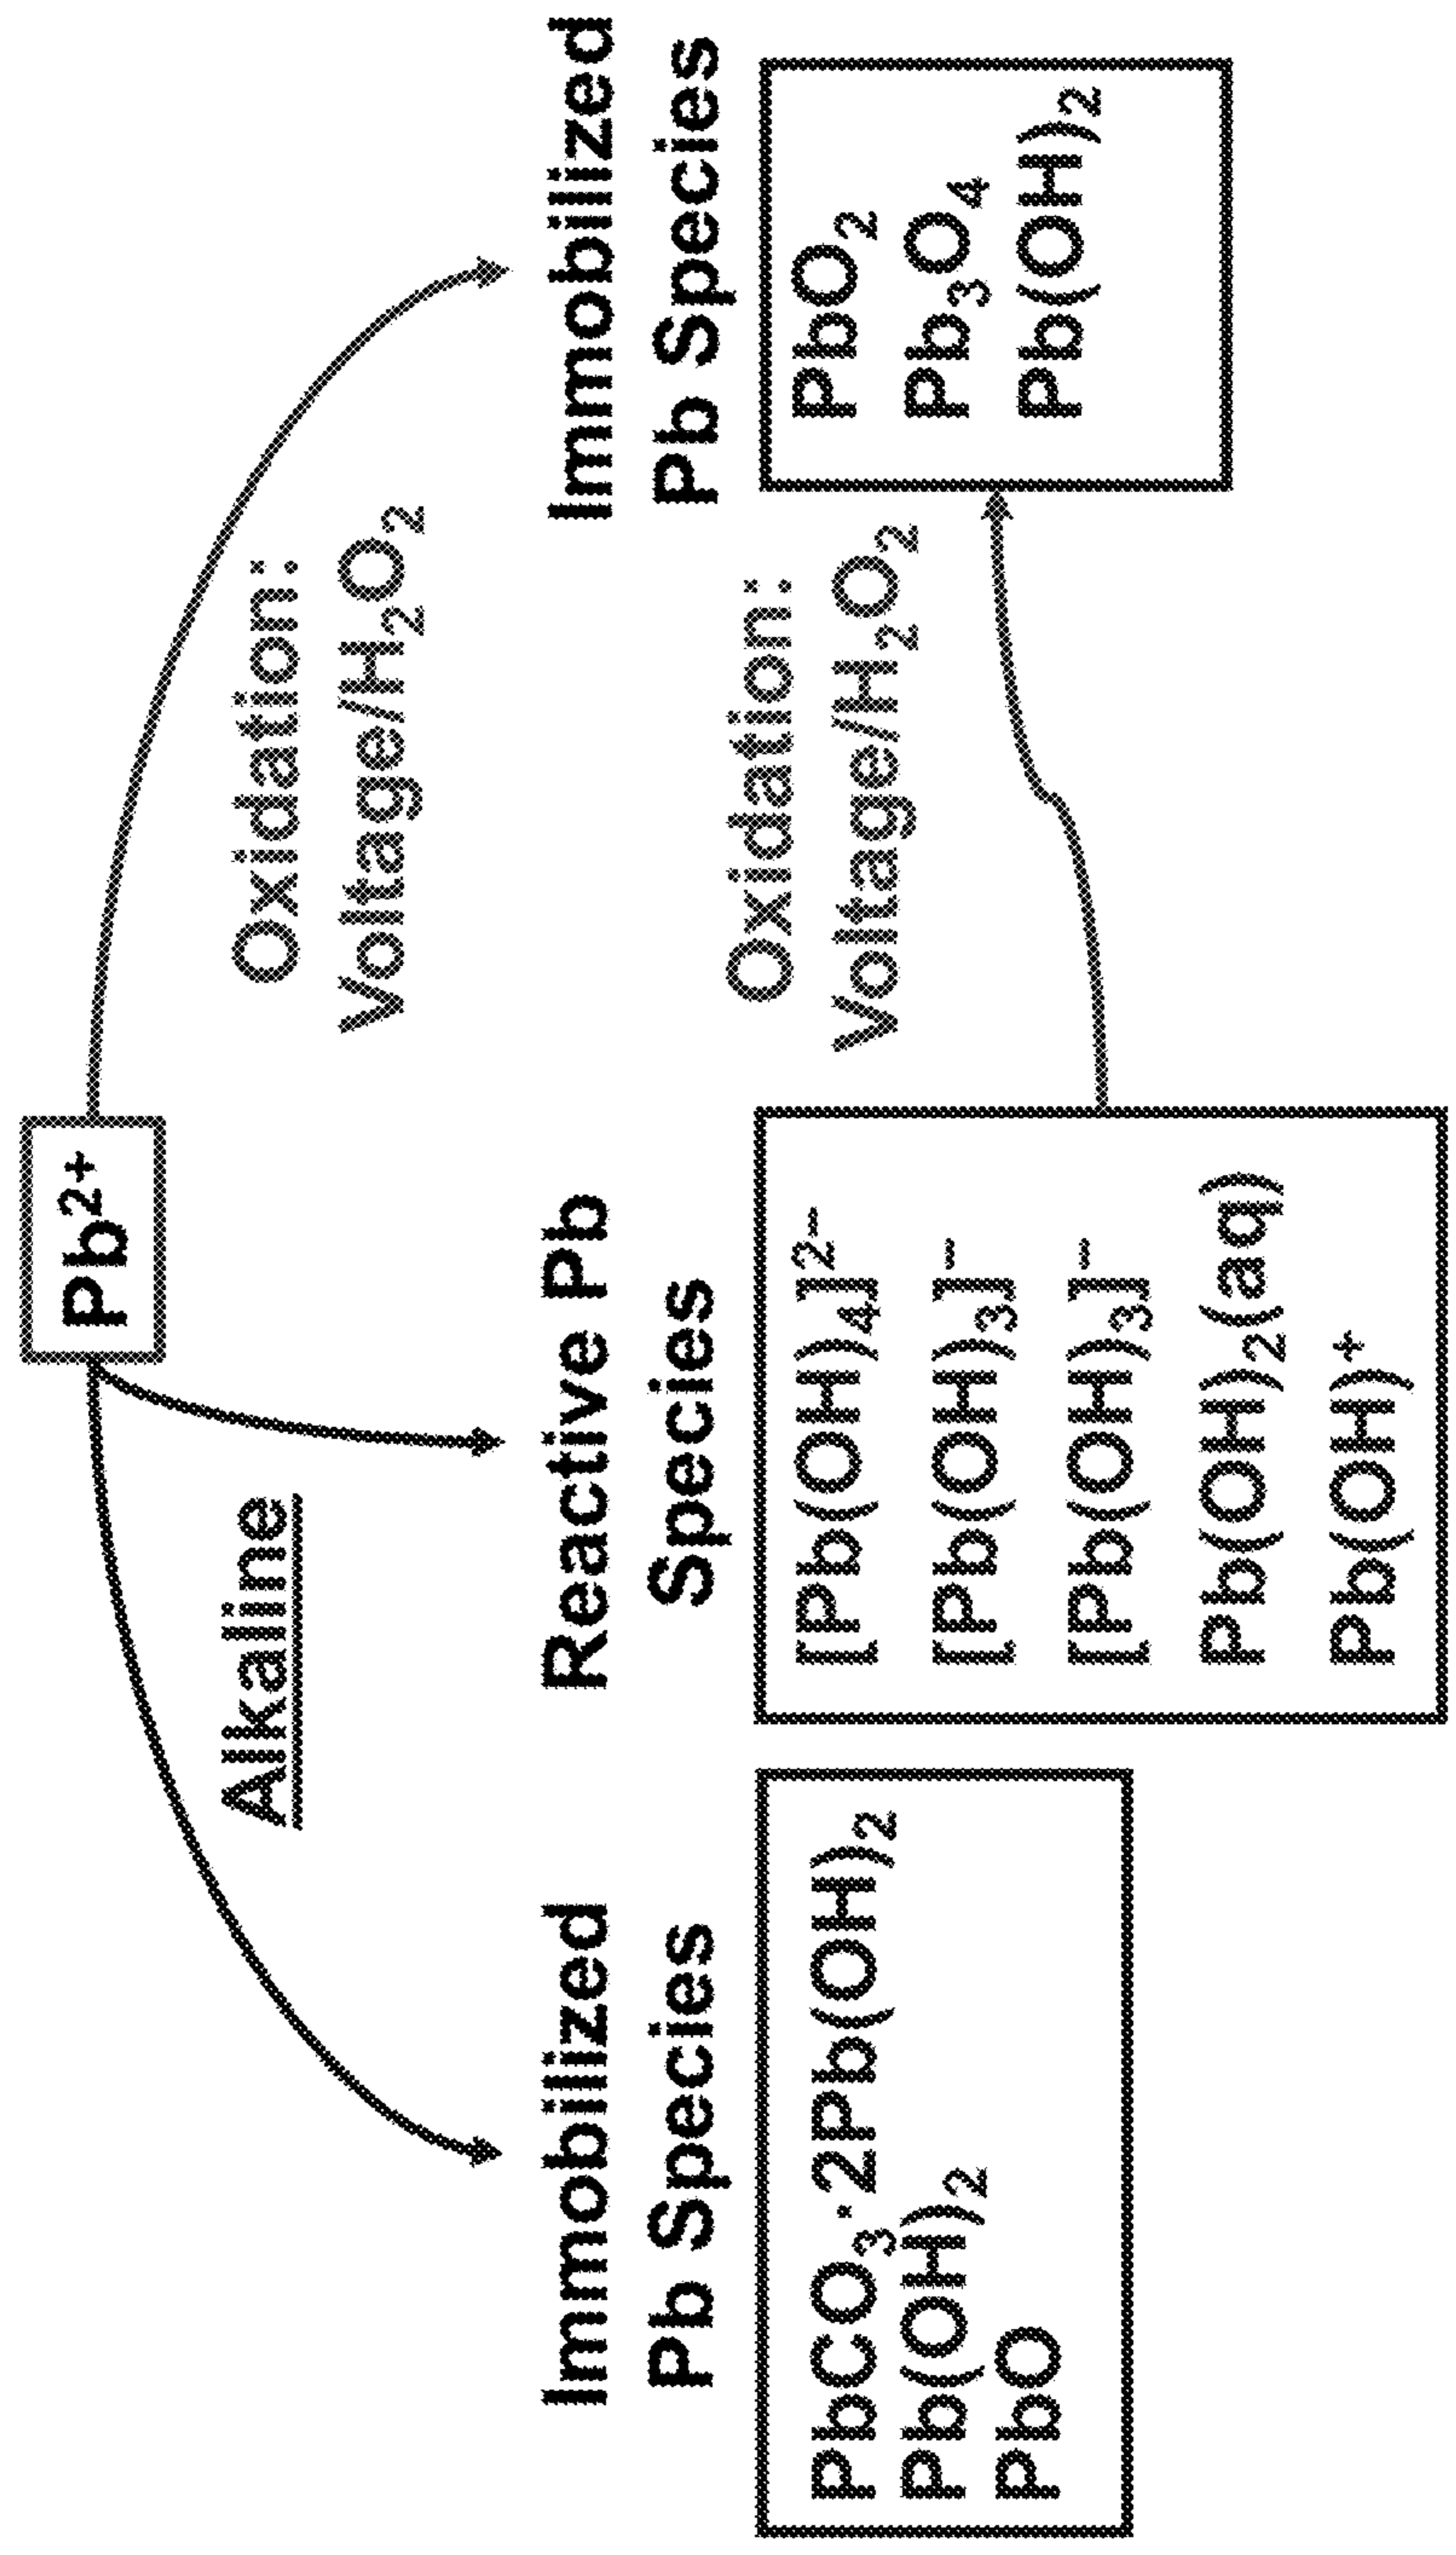 Pb²⁺
Alkaline
Oxidation:
Voltage/H₂O₂
Immobilized
Pb Species
PbCO₃·2Pb(OH)₂
Pb(OH)₂
PbO
Reactive Pb
Species
[Pb(OH)₄]²⁻
[Pb(OH)₃]⁻
[Pb(OH)₃]⁻
Pb(OH)₂(aq)
Pb(OH)⁺
Oxidation:
Voltage/H₂O₂
Immobilized
Pb Species
PbO₂
Pb₃O₄
Pb(OH)₂